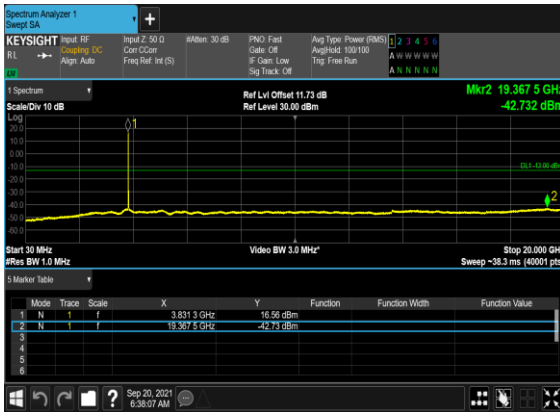 Spectrum Analyzer 1
Swept SA
KEYSIGHT Input: RF Input Z: 50 Ω #Atten: 30 dB PNO: Fast Avg Type: Power (RMS) 1 2 3 4 5 6
RL Coupling: DC Corr CCorr Gate: Off Avg|Hold: 100/100 A W W W W W
Align: Auto Freq Ref: Int (S) IF Gain: Low Trig: Free Run
LXI Sig Track: Off A N N N N N
1 Spectrum Ref Lvl Offset 11.73 dB Mkr2 19.367 5 GHz
Scale/Div 10 dB Ref Level 30.00 dBm -42.732 dBm
Log
20.0
10.0
0.00
-10.0
DL1 -13.00 dBm
-20.0
-30.0
-40.0
-50.0
-60.0
1
2
Start 30 MHz Video BW 3.0 MHz* Stop 20.000 GHz
#Res BW 1.0 MHz Sweep ~38.3 ms (40001 pts)
5 Marker Table
Mode Trace Scale X Y Function Function Width Function Value
1 N 1 f 3.831 3 GHz 16.56 dBm
2 N 1 f 19.367 5 GHz -42.73 dBm
3
4
5
6
Sep 20, 2021
6:38:07 AM